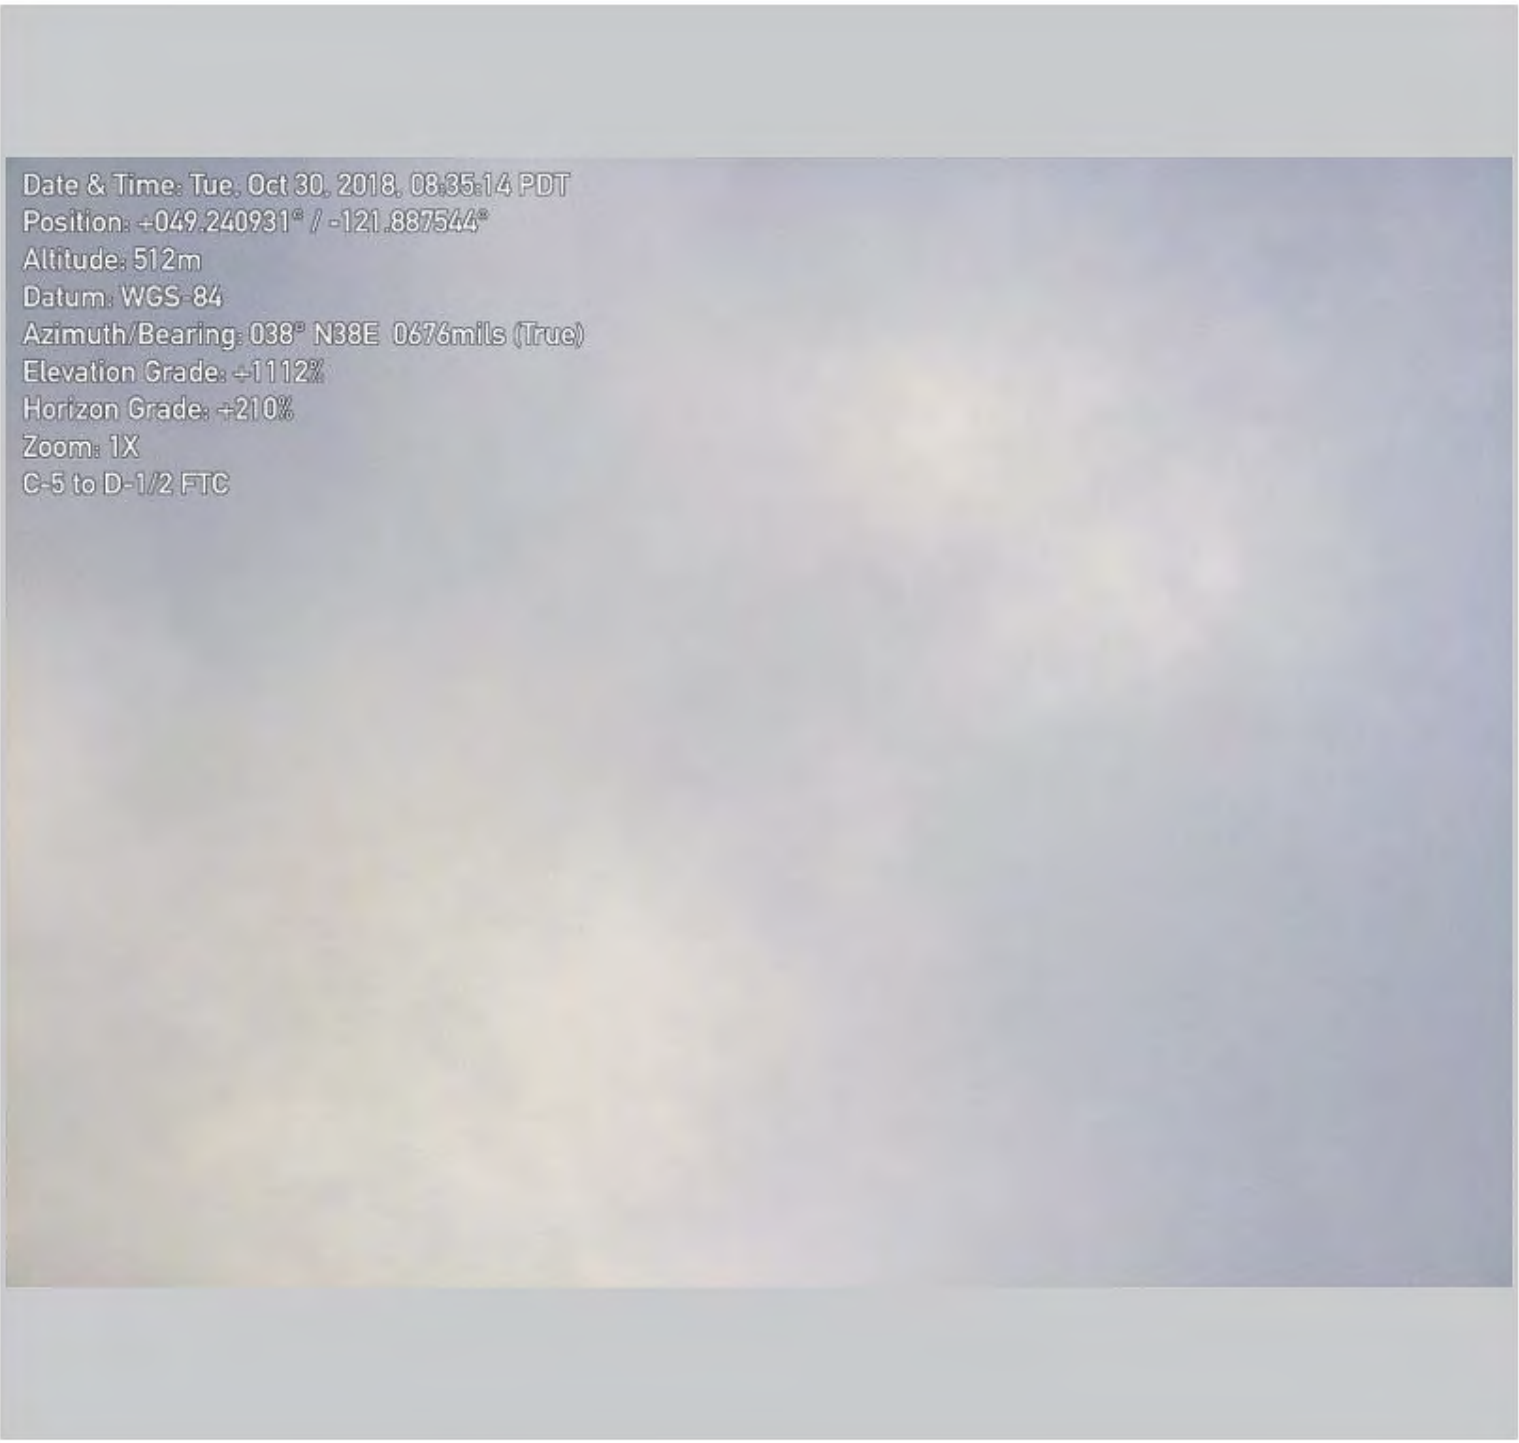 Date & Time: Tue, Oct 30, 2018, 08:35:14 PDT
Position: +049.240931° / -121.887544°
Altitude: 512m
Datum: WGS-84
Azimuth/Bearing: 038° N38E 0676mils (True)
Elevation Grade: +1112%
Horizon Grade: +210%
Zoom: 1X
C-5 to D-1/2 FTC